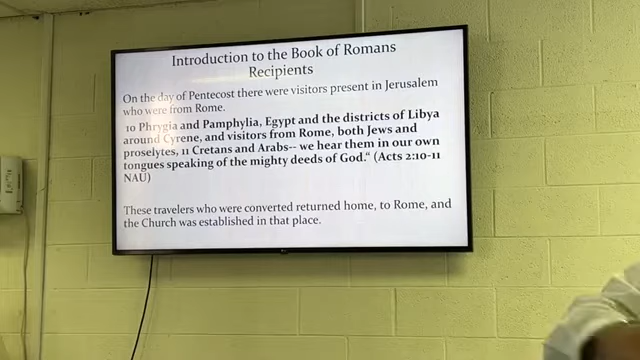 Introduction to the Book of Romans
Recipients
On the day of Pentecost there were visitors present in Jerusalem
who were from Rome.
10 Phrygia and Pamphylia, Egypt and the districts of Libya
around Cyrene, and visitors from Rome, both Jews and
proselytes, 11 Cretans and Arabs-- we hear them in our own
tongues speaking of the mighty deeds of God.“ (Acts 2:10-11
NAU)
These travelers who were converted returned home, to Rome, and
the Church was established in that place.